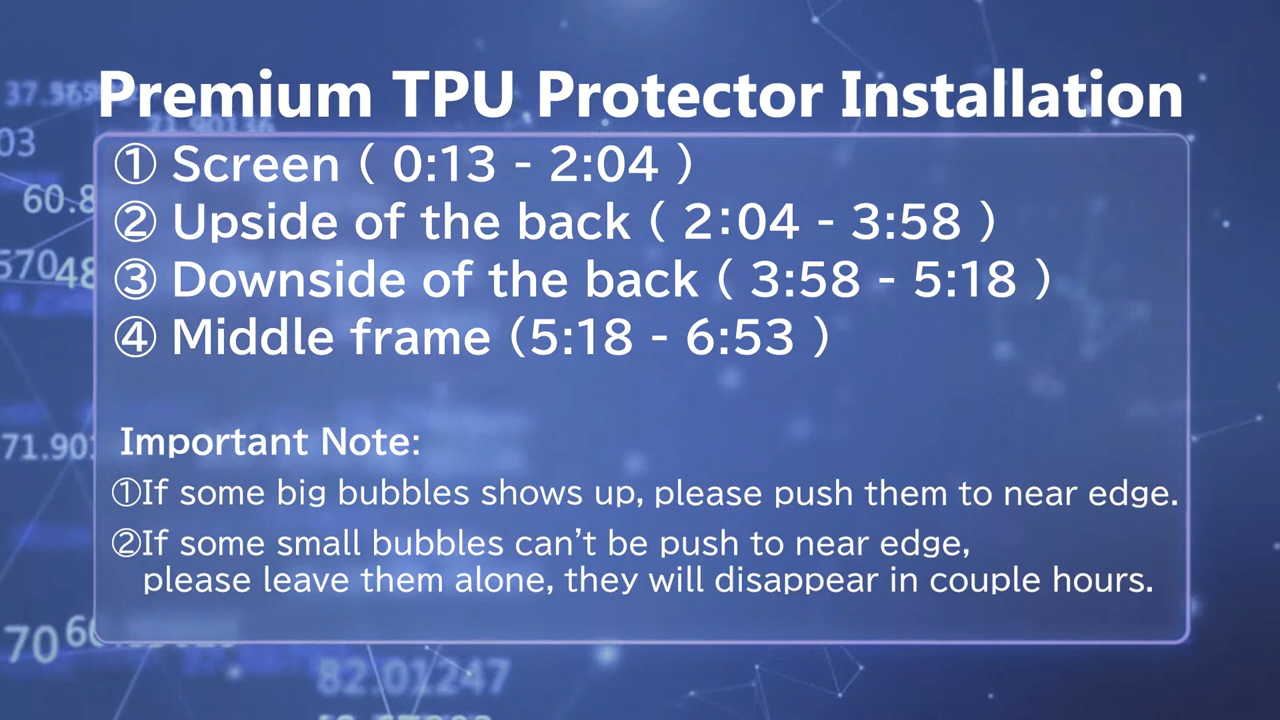 Premium TPU Protector Installation
① Screen ( 0:13 - 2:04 )
② Upside of the back ( 2:04 - 3:58 )
③ Downside of the back ( 3:58 - 5:18 )
④ Middle frame (5:18 - 6:53 )
Important Note:
①If some big bubbles shows up, please push them to near edge.
②If some small bubbles can't be push to near edge,
please leave them alone, they will disappear in couple hours.
82.01247